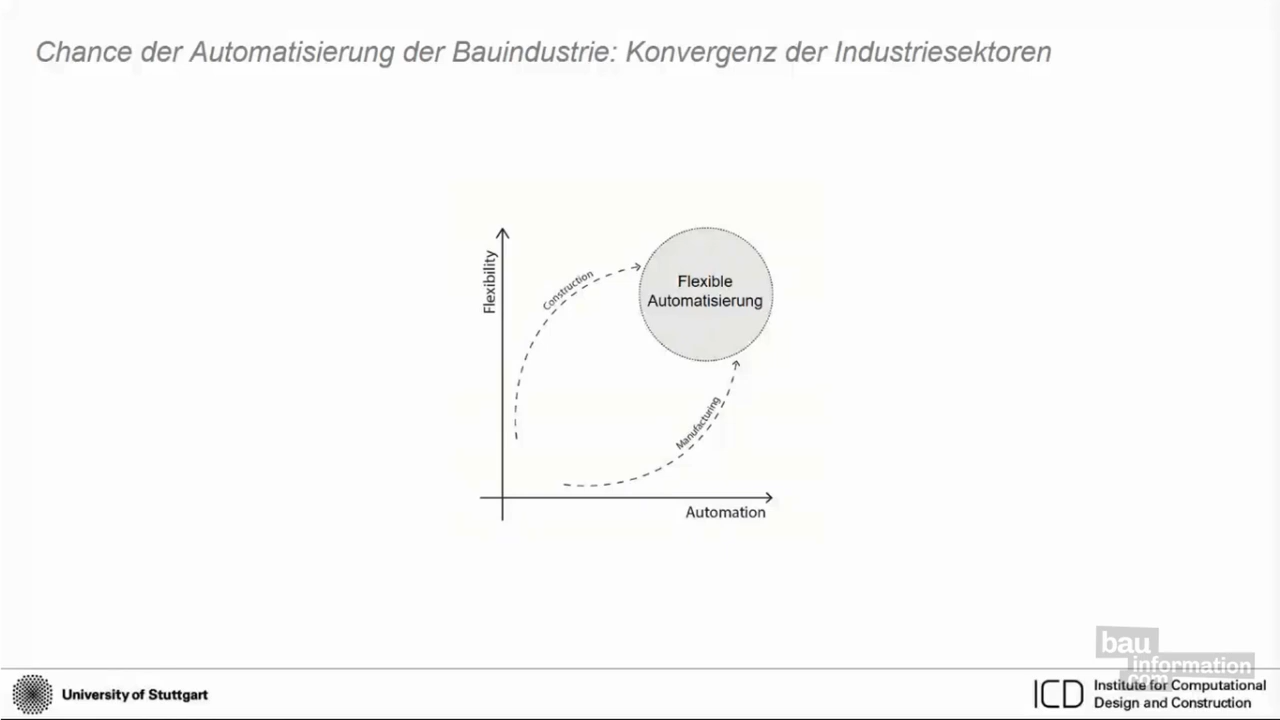 Chance der Automatisierung der Bauindustrie: Konvergenz der Industriesektoren
Flexibility
Construction
Flexible
Automatisierung
Manufacturing
Automation
bau
information
com
University of Stuttgart
ICD
Institute for Computational
Design and Construction